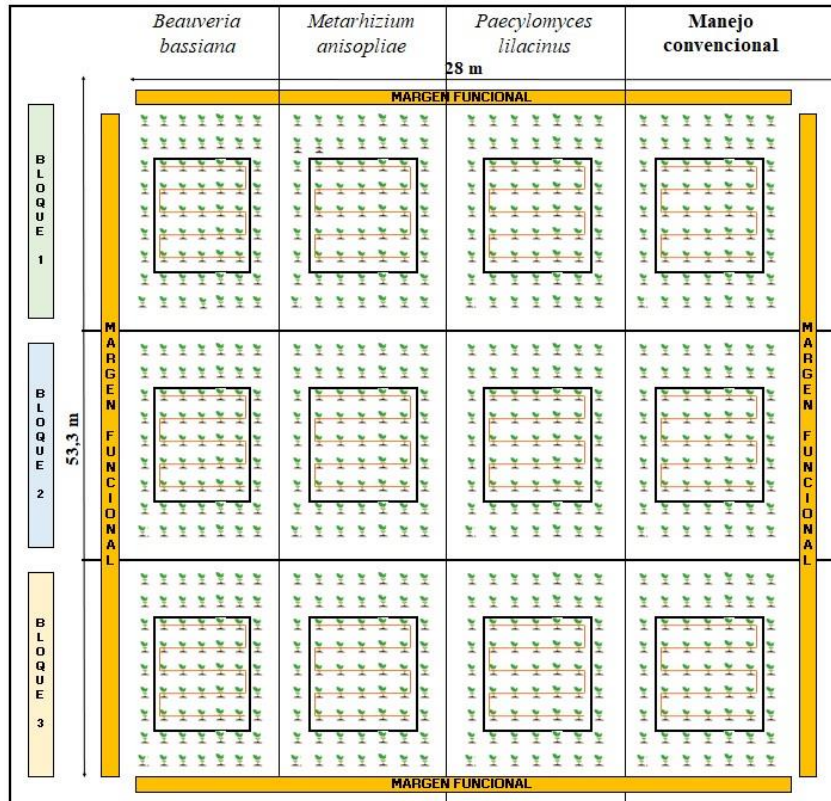 Beauveria
bassiana
Metarhizium
anisopliae
Paecylomyces
lilacinus
Manejo
convencional
28 m
MARGEN FUNCIONAL
BLOQUE 1
MARGEN FUNCIONAL
53,3 m
BLOQUE 2
BLOQUE 3
MARGEN FUNCIONAL
MARGEN FUNCIONAL